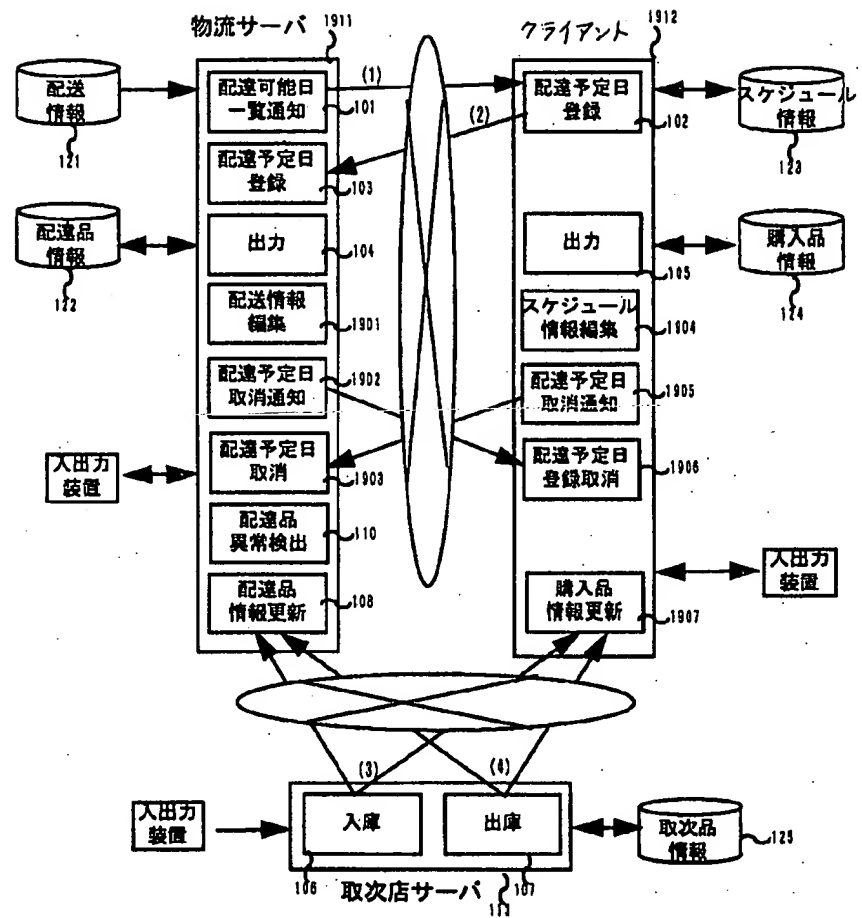 物流サーバ
1911
クライアント
1912
配送
情報
121
配達可能日
一覧通知
101
(1)
配達予定日
登録
102
スケジュール
情報
123
(2)
配達予定日
登録
103
配達品
情報
122
出力
104
出力
105
購入品
情報
124
配送情報
編集
1901
スケジュール
情報編集
1904
配達予定日
取消通知
1902
配達予定日
取消通知
1905
入出力
装置
配達予定日
取消
1903
配達予定日
登録取消
1906
配達品
異常検出
110
入出力
装置
配達品
情報更新
108
購入品
情報更新
1907
(3)
(4)
入出力
装置
入庫
106
出庫
107
取次品
情報
125
取次店サーバ
113